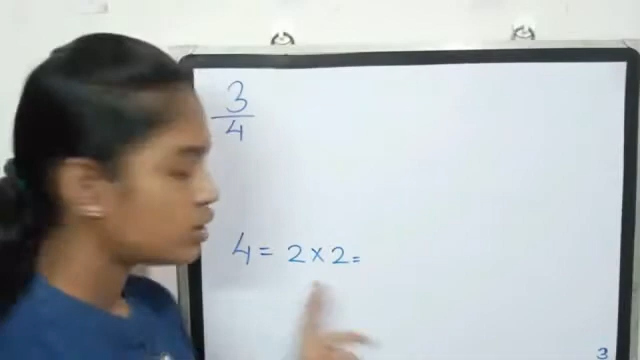 3
4
4 = 2 × 2 =
3